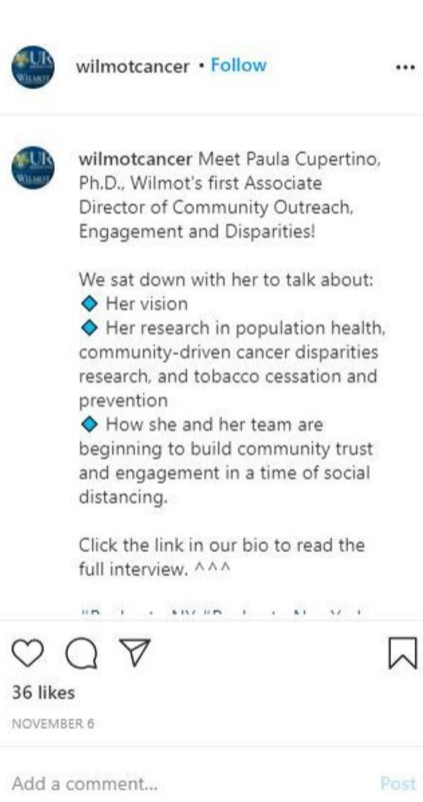 UR
WILMOT
wilmotcancer • Follow
...
UR
WILMOT
wilmotcancer Meet Paula Cupertino,
Ph.D., Wilmot's first Associate
Director of Community Outreach,
Engagement and Disparities!
We sat down with her to talk about:
🔷 Her vision
🔷 Her research in population health,
community-driven cancer disparities
research, and tobacco cessation and
prevention
🔷 How she and her team are
beginning to build community trust
and engagement in a time of social
distancing.
Click the link in our bio to read the
full interview. ^^^
36 likes
NOVEMBER 6
Add a comment...
Post